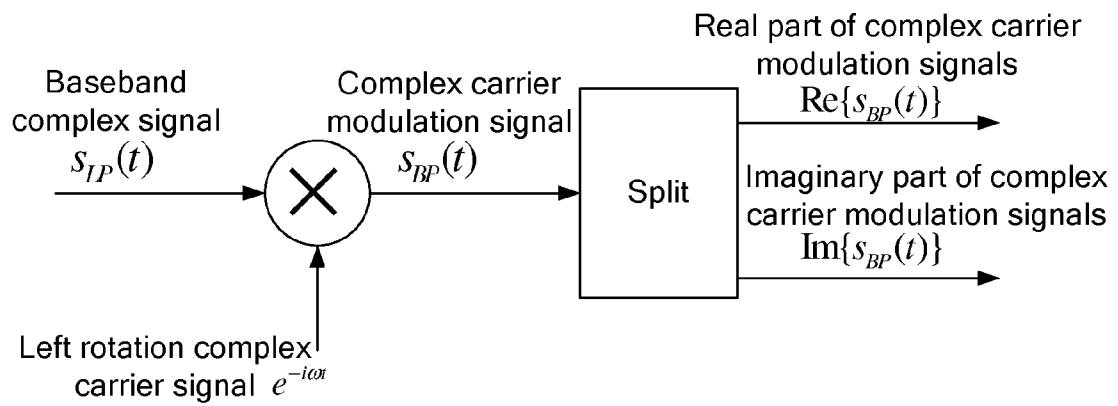 Baseband
complex signal
s_LP(t)
Complex carrier
modulation signal
s_BP(t)
Split
Real part of complex carrier
modulation signals
Re{s_BP(t)}
Imaginary part of complex
carrier modulation signals
Im{s_BP(t)}
Left rotation complex
carrier signal e^{-iωt}